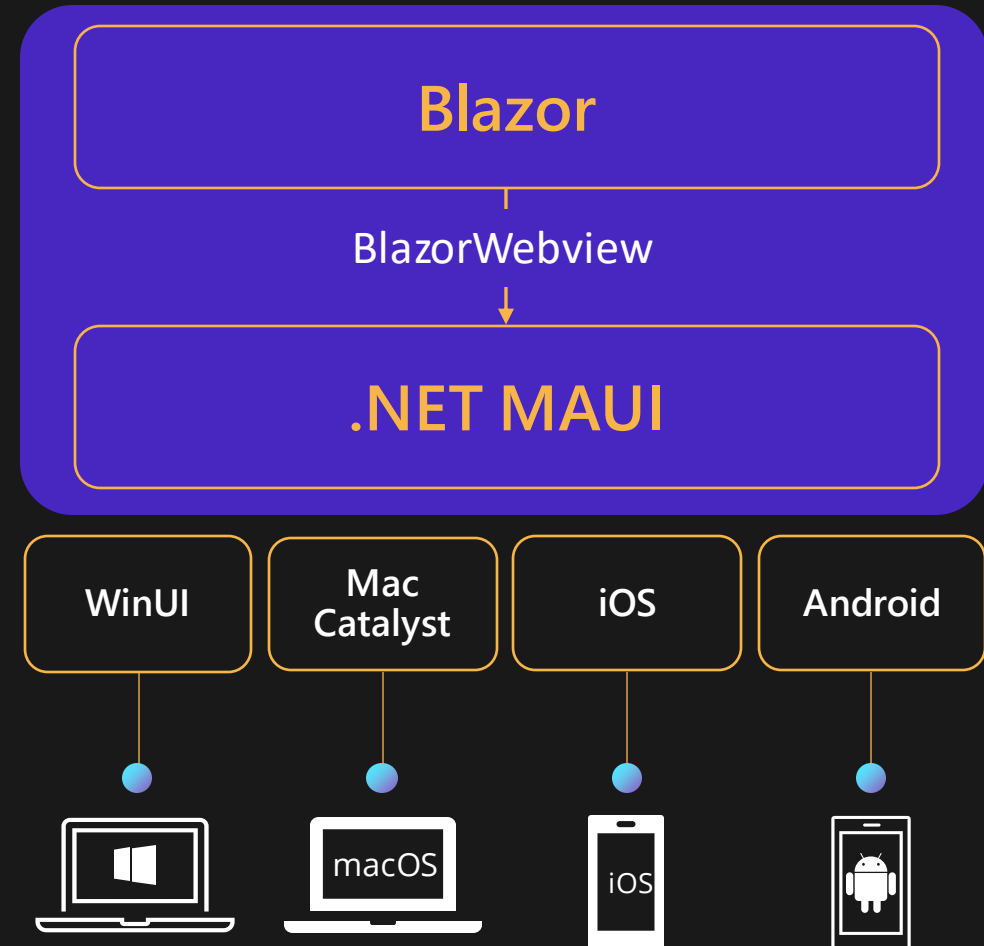 Blazor
BlazorWebview
.NET MAUI
WinUI
Mac
Catalyst
iOS
Android
macOS
iOS